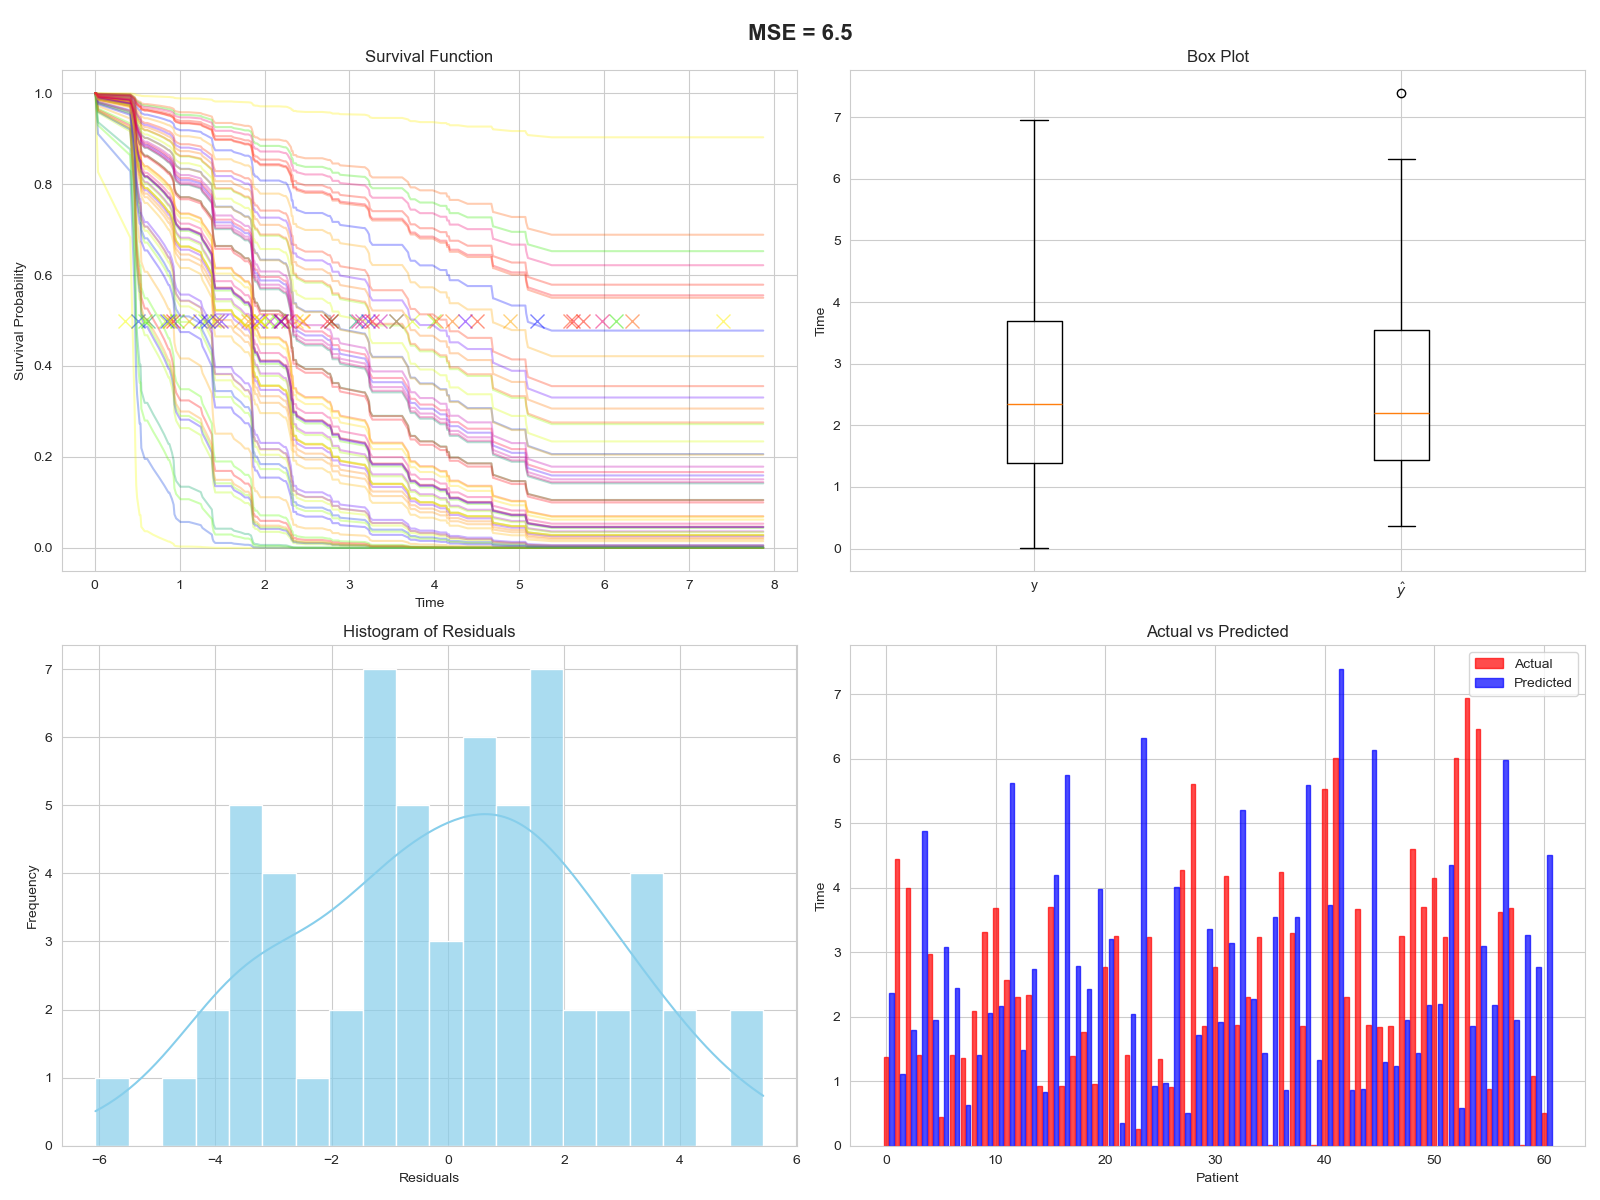 MSE = 6.5
Survival Function
Survival Probability
1.0
0.8
0.6
0.4
0.2
0.0
0 1 2 3 4 5 6 7 8
Time
Box Plot
Time
7
6
5
4
3
2
1
0
y ŷ
Histogram of Residuals
Frequency
7
6
5
4
3
2
1
0
−6 −4 −2 0 2 4 6
Residuals
Actual vs Predicted
Actual
Predicted
Time
7
6
5
4
3
2
1
0
0 10 20 30 40 50 60
Patient